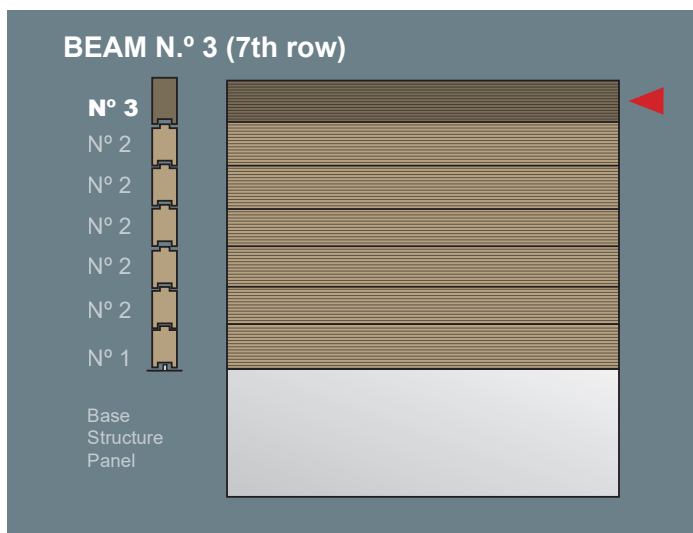 BEAM N.º 3 (7th row)
Nº 3
Nº 2
Nº 2
Nº 2
Nº 2
Nº 2
Nº 1
Base
Structure
Panel